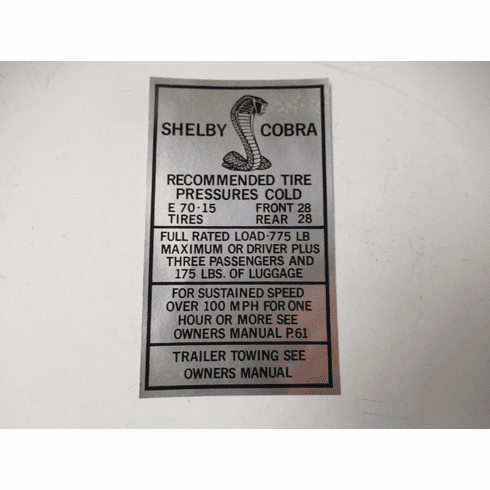 SHELBY COBRA
RECOMMENDED TIRE
PRESSURES COLD
E 70-15 FRONT 28
TIRES REAR 28
FULL RATED LOAD-775 LB
MAXIMUM OR DRIVER PLUS
THREE PASSENGERS AND
175 LBS. OF LUGGAGE
FOR SUSTAINED SPEED
OVER 100 MPH FOR ONE
HOUR OR MORE SEE
OWNERS MANUAL P.61
TRAILER TOWING SEE
OWNERS MANUAL